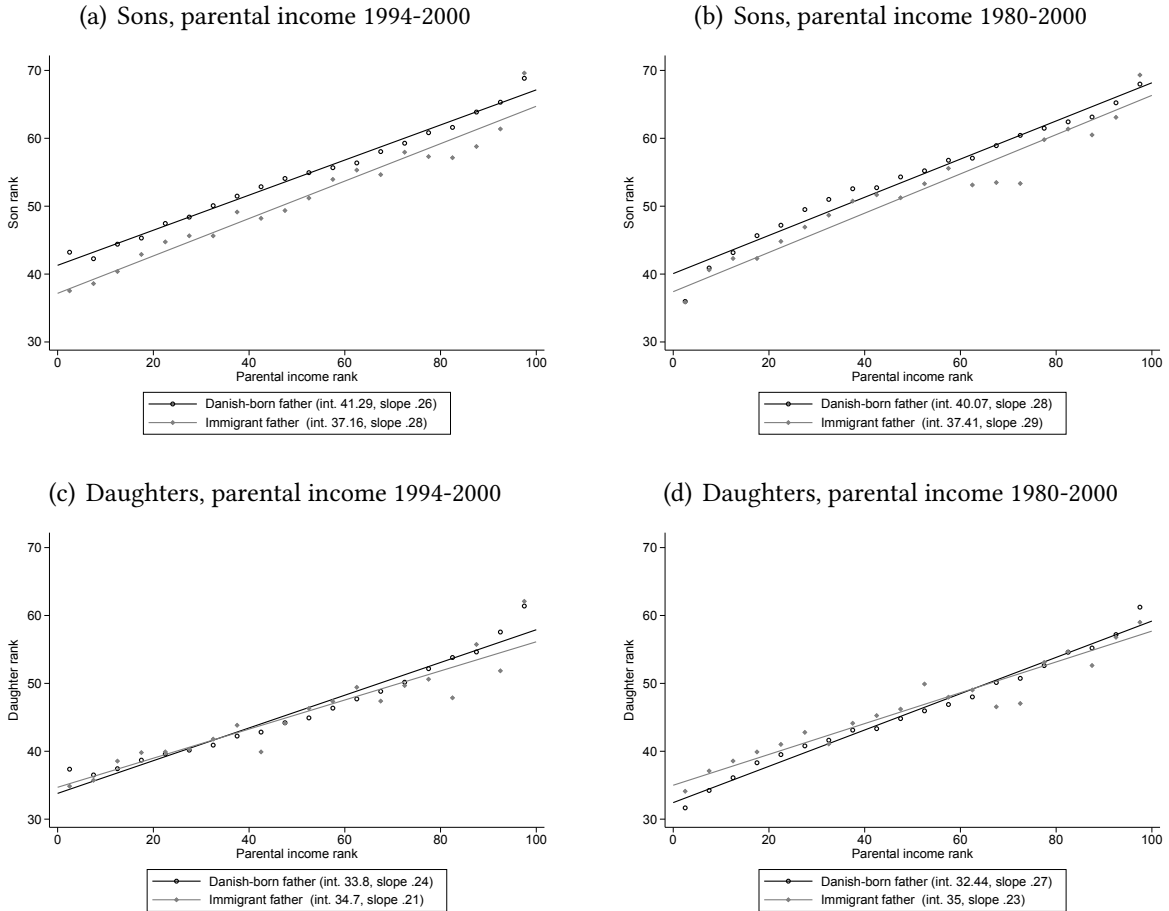 (a) Sons, parental income 1994-2000
70
60
50
40
30
Son rank
0 20 40 60 80 100
Parental income rank
Danish-born father (int. 41.29, slope .26)
Immigrant father (int. 37.16, slope .28)
(b) Sons, parental income 1980-2000
70
60
50
40
30
Son rank
0 20 40 60 80 100
Parental income rank
Danish-born father (int. 40.07, slope .28)
Immigrant father (int. 37.41, slope .29)
(c) Daughters, parental income 1994-2000
70
60
50
40
30
Daughter rank
0 20 40 60 80 100
Parental income rank
Danish-born father (int. 33.8, slope .24)
Immigrant father (int. 34.7, slope .21)
(d) Daughters, parental income 1980-2000
70
60
50
40
30
Daughter rank
0 20 40 60 80 100
Parental income rank
Danish-born father (int. 32.44, slope .27)
Immigrant father (int. 35, slope .23)